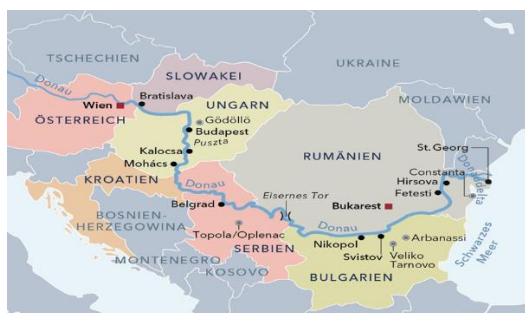 TSCHECHIEN
Donau
SLOWAKEI
UKRAINE
Wien
Bratislava
UNGARN
MOLDAWIEN
ÖSTERREICH
Gödöllö
Budapest
Puszta
Kalocsa
Mohács
RUMÄNIEN
St. Georg
Constanta
Donaudelta
Hirsova
Fetesti
KROATIEN
Donau
Eisernes Tor
Belgrad
Bukarest
BOSNIEN-
HERZEGOWINA
Donau
Schwarzes
Meer
Topola/Oplenac
SERBIEN
Nikopol
Arbanassi
Svistov
Veliko
Tarnovo
MONTENEGRO
KOSOVO
BULGARIEN